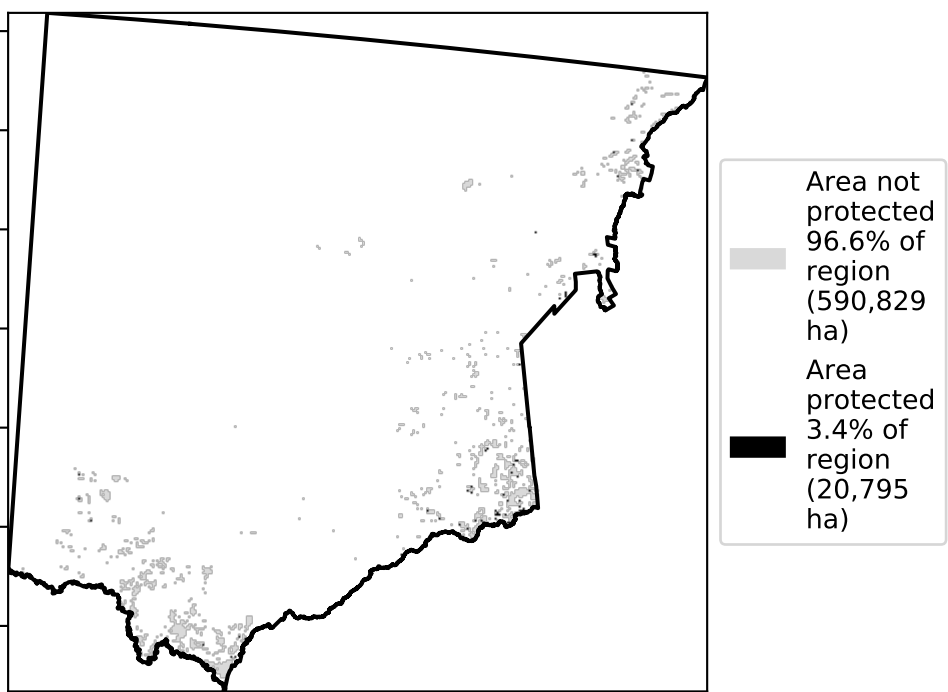 Area not
protected
96.6% of
region
(590,829
ha)
Area
protected
3.4% of
region
(20,795
ha)